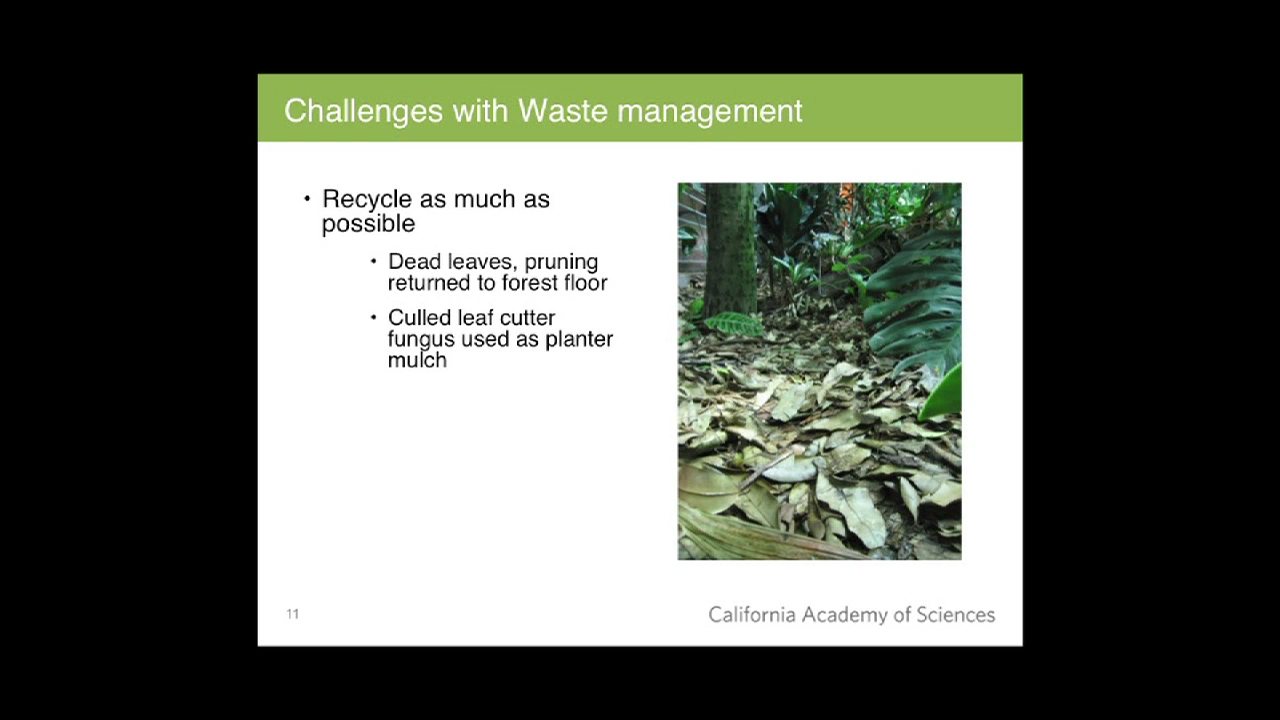 Challenges with Waste management
• Recycle as much as
possible
• Dead leaves, pruning
returned to forest floor
• Culled leaf cutter
fungus used as planter
mulch
11
California Academy of Sciences